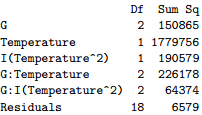 Df Sum Sq
G 2 150865
Temperature 1 1779756
I(Temperature^2) 1 190579
G:Temperature 2 226178
G:I(Temperature^2) 2 64374
Residuals 18 6579